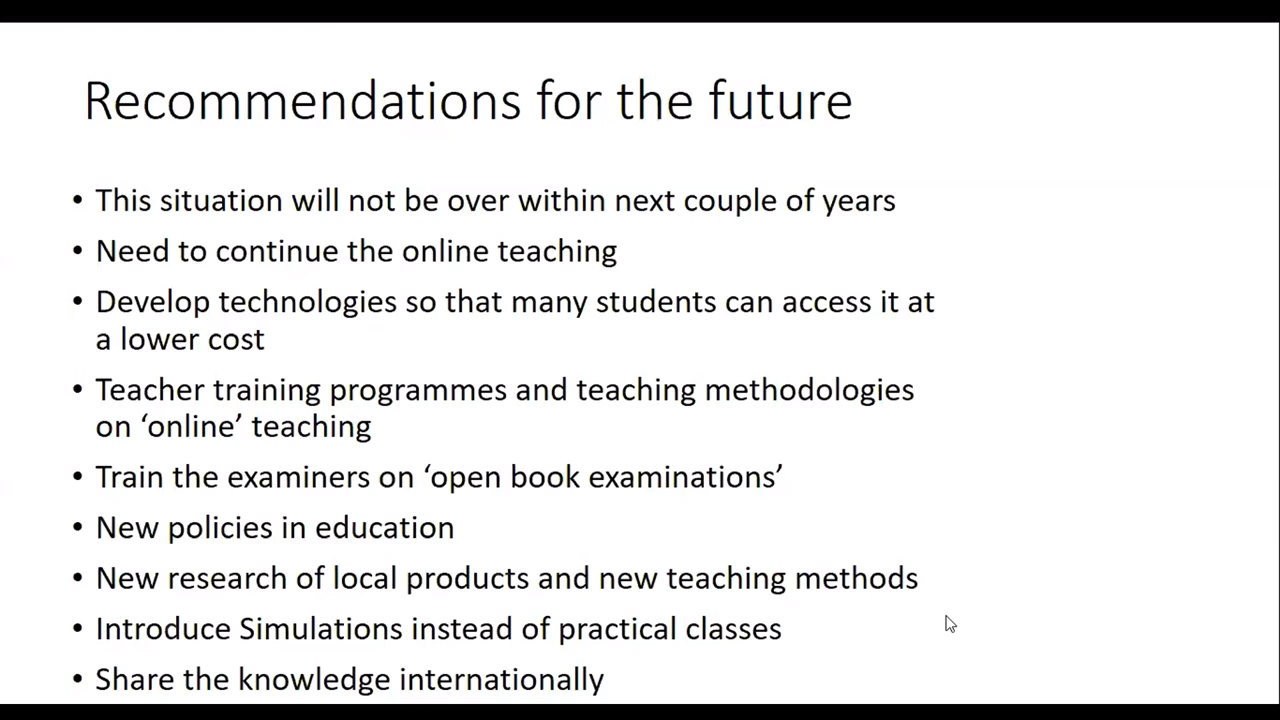 Recommendations for the future
• This situation will not be over within next couple of years
• Need to continue the online teaching
• Develop technologies so that many students can access it at
a lower cost
• Teacher training programmes and teaching methodologies
on ‘online’ teaching
• Train the examiners on ‘open book examinations’
• New policies in education
• New research of local products and new teaching methods
• Introduce Simulations instead of practical classes
• Share the knowledge internationally